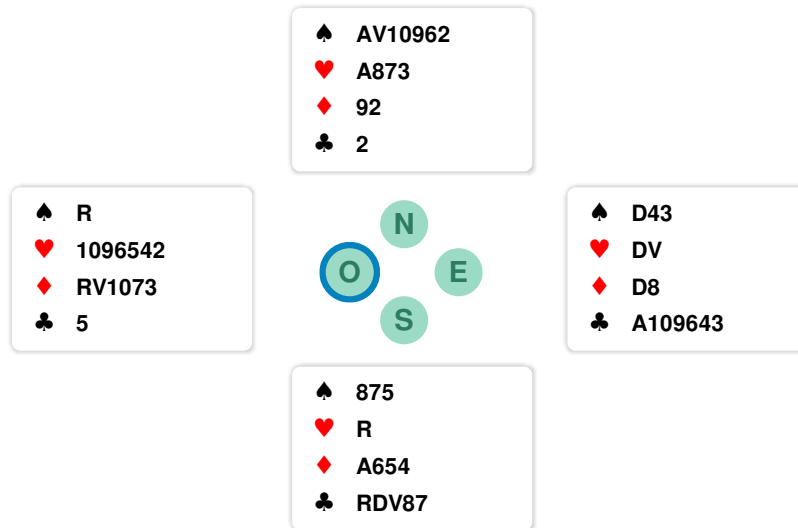 ♠ AV10962
♥ A873
♦ 92
♣ 2
♠ R
♥ 1096542
♦ RV1073
♣ 5
N
O E
S
♠ D43
♥ DV
♦ D8
♣ A109643
♠ 875
♥ R
♦ A654
♣ RDV87